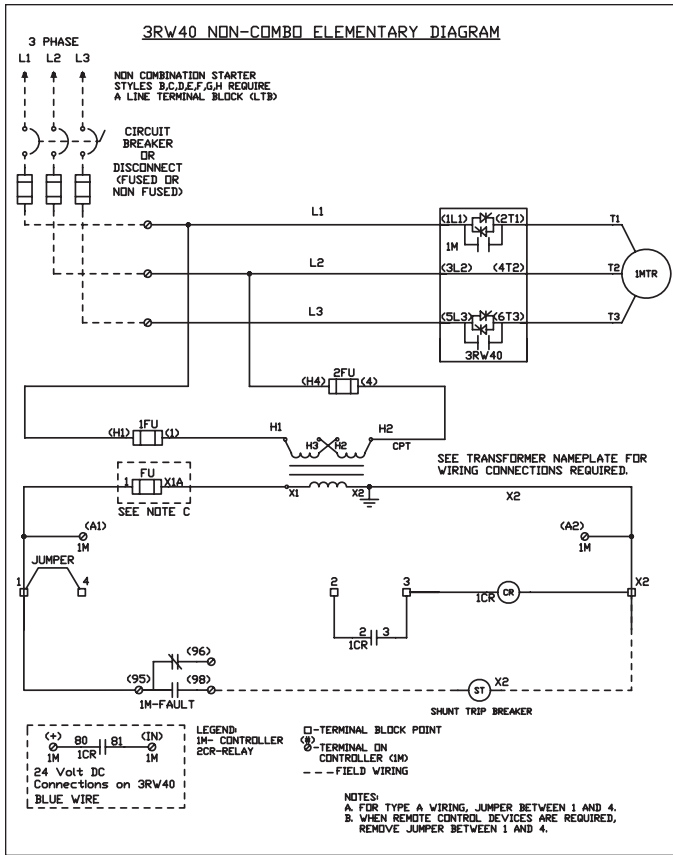 3RW40 NON-COMBO ELEMENTARY DIAGRAM
3 PHASE
L1 L2 L3
NON COMBINATION STARTER
STYLES B,C,D,E,F,G,H REQUIRE
A LINE TERMINAL BLOCK (LTB)
CIRCUIT
BREAKER
OR
DISCONNECT
(FUSED OR
NON FUSED)
L1
(1L1) (2T1)
T1
1M
L2
(3L2) (4T2)
T2
1MTR
L3
(5L3) (6T3)
T3
3RW40
2FU
(H4) (4)
1FU
(H1) (1)
H1 H3 H2 H2
CPT
SEE TRANSFORMER NAMEPLATE FOR
WIRING CONNECTIONS REQUIRED.
FU
1 X1A
X1 X2
X2
SEE NOTE C
(A1)
1M
(A2)
1M
JUMPER
1 4
2 3
1CR
CR
X2
2 3
1CR
(96)
(95) (98)
1M-FAULT
ST
X2
SHUNT TRIP BREAKER
(+) 80 81 (IN)
1M 1CR 1M
24 Volt DC
Connections on 3RW40
BLUE WIRE
LEGEND:
1M- CONTROLLER
2CR-RELAY
-TERMINAL BLOCK POINT
(#)
-TERMINAL ON
CONTROLLER (1M)
----FIELD WIRING
NOTES:
A. FOR TYPE A WIRING, JUMPER BETWEEN 1 AND 4.
B. WHEN REMOTE CONTROL DEVICES ARE REQUIRED,
REMOVE JUMPER BETWEEN 1 AND 4.